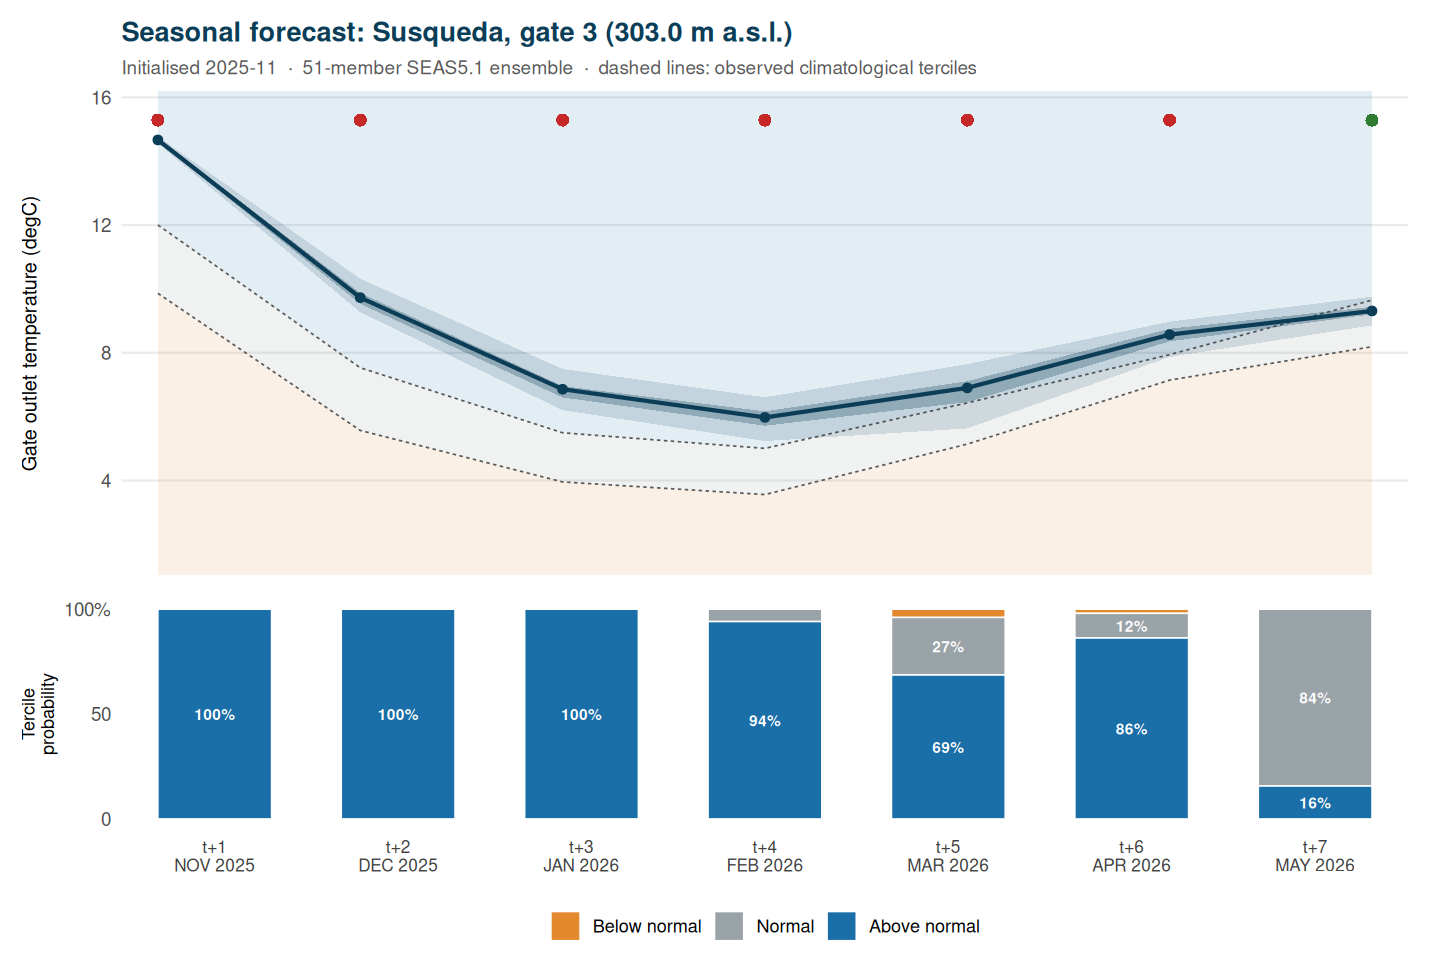 Seasonal forecast: Susqueda, gate 3 (303.0 m a.s.l.)
Initialised 2025-11 · 51-member SEAS5.1 ensemble · dashed lines: observed climatological terciles
Gate outlet temperature (degC)
16
12
8
4
Tercile
probability
100%
50
0
100%
100%
100%
94%
27%
69%
12%
86%
84%
16%
t+1
NOV 2025
t+2
DEC 2025
t+3
JAN 2026
t+4
FEB 2026
t+5
MAR 2026
t+6
APR 2026
t+7
MAY 2026
Below normal
Normal
Above normal